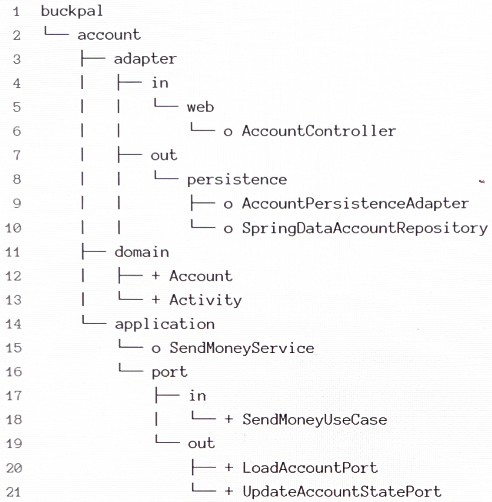 1 buckpal
2 └── account
3     ├── adapter
4     |   ├── in
5     |   |   └── web
6     |   |       └── o AccountController
7     |   ├── out
8     |   |   └── persistence
9     |   |       ├── o AccountPersistenceAdapter
10     |   |       └── o SpringDataAccountRepository
11     ├── domain
12     |   ├── + Account
13     |   └── + Activity
14     └── application
15         └── o SendMoneyService
16         └── port
17             ├── in
18             |   └── + SendMoneyUseCase
19             └── out
20                 ├── + LoadAccountPort
21                 └── + UpdateAccountStatePort